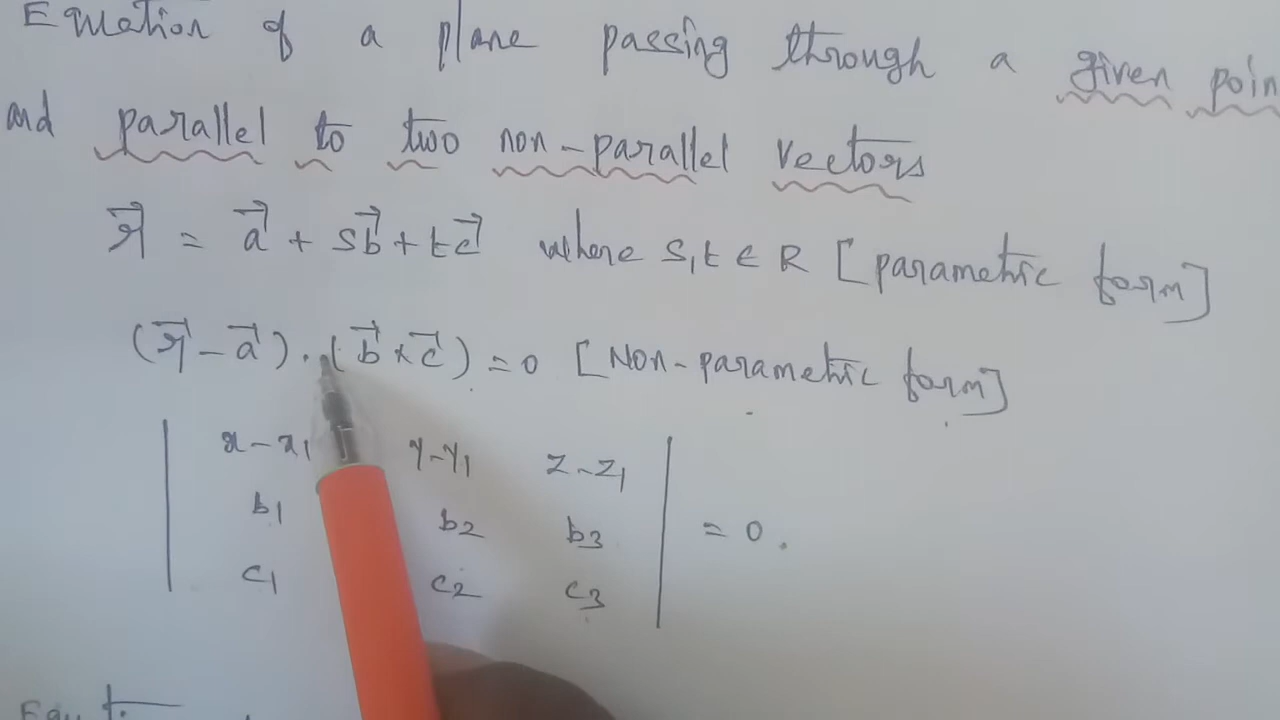 Equation of a plane passing through a given poin
and parallel to two non-parallel vectors
r⃗ = a⃗ + sb⃗ + tc⃗ where s,t ∈ R [parametric form]
(r⃗ - a⃗) · (b⃗ × c⃗) = 0 [Non-parametric form]
| x-x₁ y-y₁ z-z₁ |
| b₁ b₂ b₃ | = 0.
| c₁ c₂ c₃ |